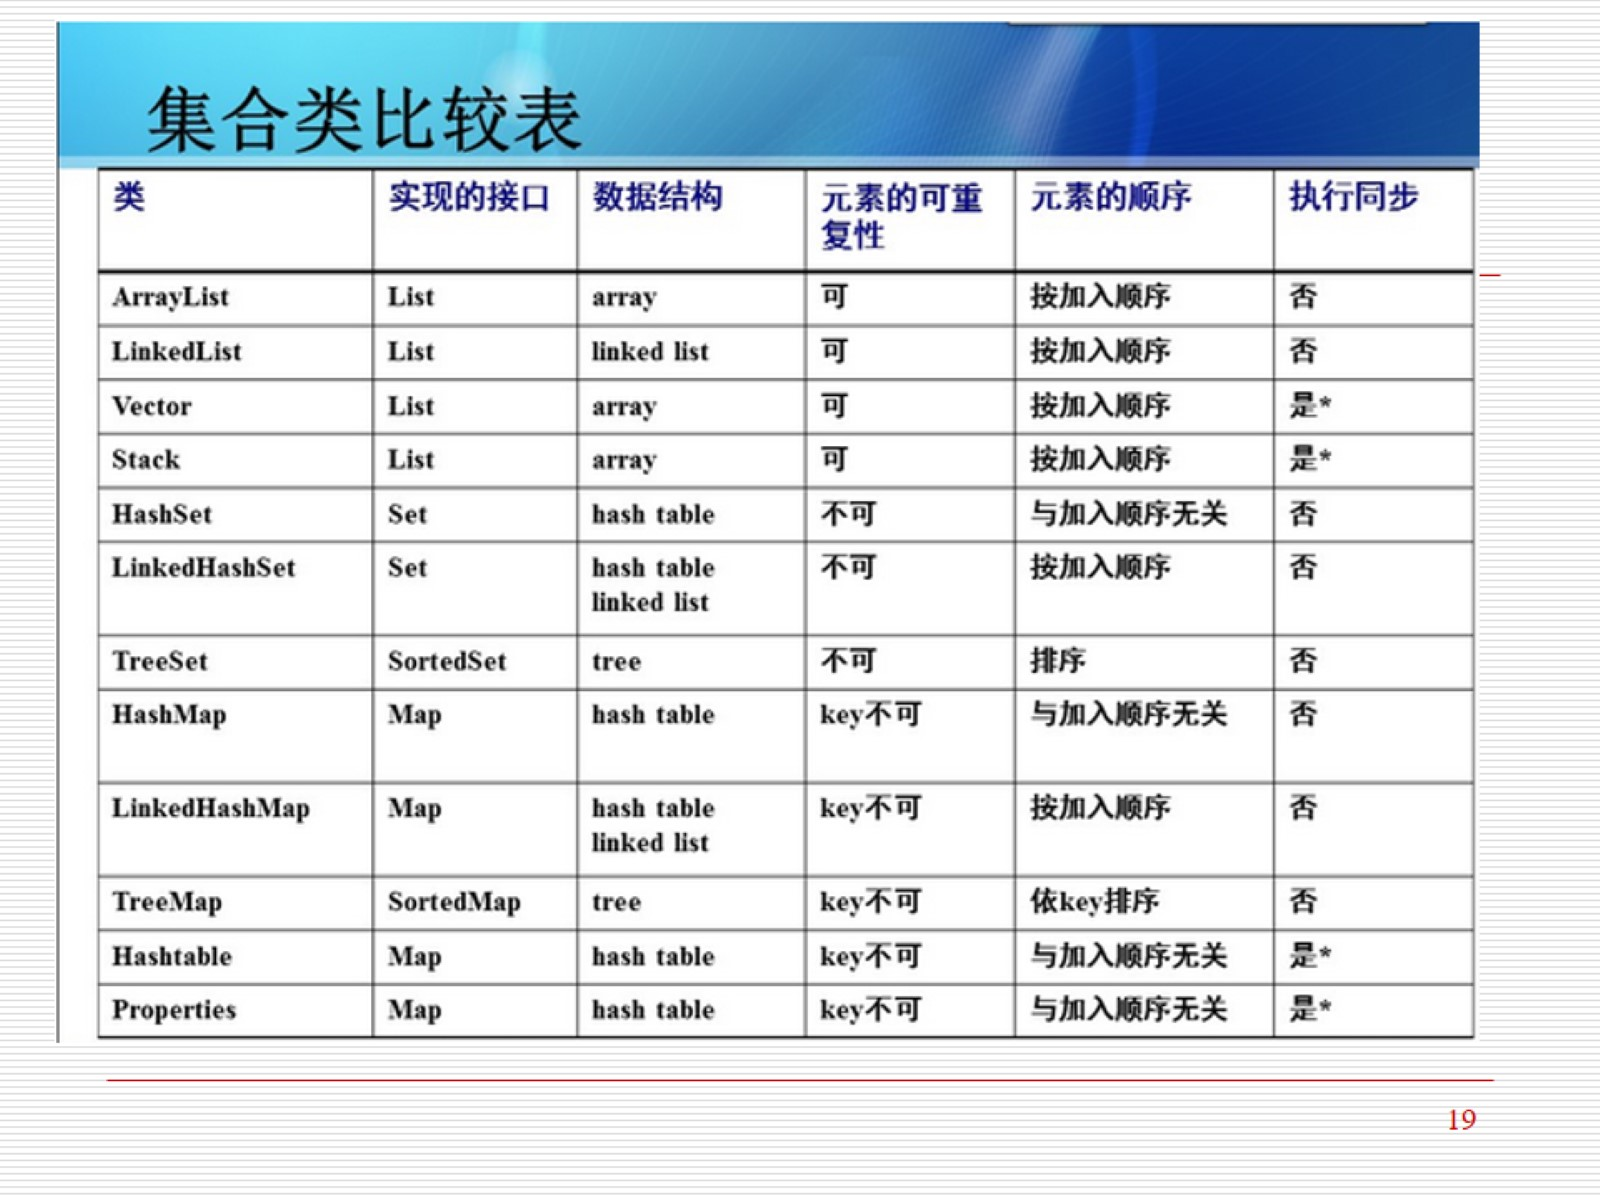 集合类比较表
类 实现的接口 数据结构 元素的可重复性 元素的顺序 执行同步
ArrayList List array 可 按加入顺序 否
LinkedList List linked list 可 按加入顺序 否
Vector List array 可 按加入顺序 是*
Stack List array 可 按加入顺序 是*
HashSet Set hash table 不可 与加入顺序无关 否
LinkedHashSet Set hash table 不可 按加入顺序 否
linked list
TreeSet SortedSet tree 不可 排序 否
HashMap Map hash table key不可 与加入顺序无关 否
LinkedHashMap Map hash table key不可 按加入顺序 否
linked list
TreeMap SortedMap tree key不可 依key排序 否
Hashtable Map hash table key不可 与加入顺序无关 是*
Properties Map hash table key不可 与加入顺序无关 是*
19